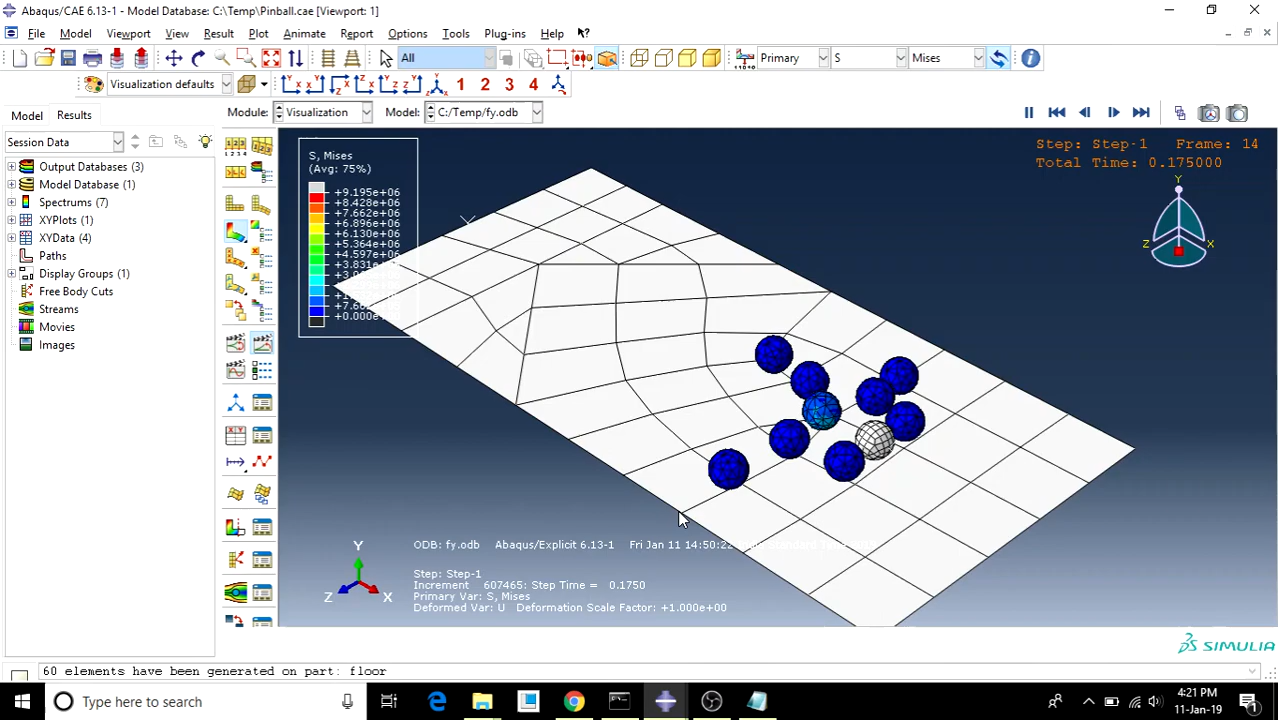 Abaqus/CAE 6.13-1 - Model Database: C:\Temp\Pinball.cae [Viewport: 1]
File Model Viewport View Result Plot Animate Report Options Tools Plug-ins Help
All Primary S Mises
Visualization defaults 1 2 3 4
Model Results Module: Visualization Model: C:/Temp/fy.odb
Session Data
Output Databases (3)
Model Database (1)
Spectrums (7)
XYPlots (1)
XYData (4)
Paths
Display Groups (1)
Free Body Cuts
Streams
Movies
Images
S, Mises
(Avg: 75%)
+9.195e+06
+8.428e+06
+7.662e+06
+6.896e+06
+6.130e+06
+5.364e+06
+4.597e+06
+0.000e+
Step: Step-1 Frame: 14
Total Time: 0.175000
Y
Z X
Y
Z X
ODB: fy.odb Abaqus/Explicit 6.13-1 Fri Jan 11 14:50:22
Step: Step-1
Increment 607465: Step Time = 0.1750
Primary Var: S, Mises
Deformed Var: U Deformation Scale Factor: +1.000e+00
SIMULIA
60 elements have been generated on part: floor
Type here to search
4:21 PM
11-Jan-19